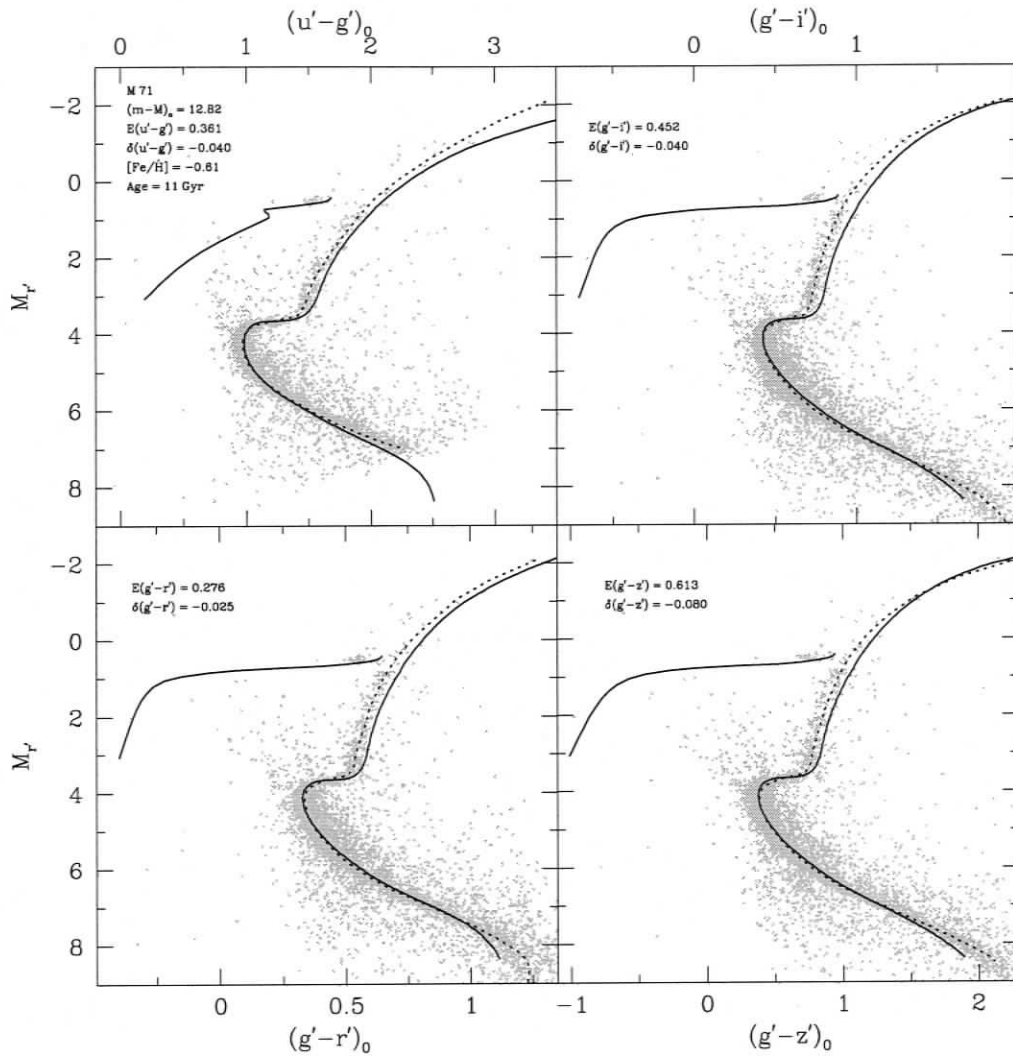 (u′−g′)₀ (g′−i′)₀
0 1 2 3 0 1
M 71
(m−M)ₒ = 12.82
E(u′−g′) = 0.361
δ(u′−g′) = −0.040
[Fe/H] = −0.61
Age = 11 Gyr
E(g′−i′) = 0.452
δ(g′−i′) = −0.040
−2
0
2
4
6
8
M_r′
E(g′−r′) = 0.276
δ(g′−r′) = −0.025
E(g′−z′) = 0.613
δ(g′−z′) = −0.080
−2
0
2
4
6
8
M_r′
0 0.5 1 −1 0 1 2
(g′−r′)₀ (g′−z′)₀